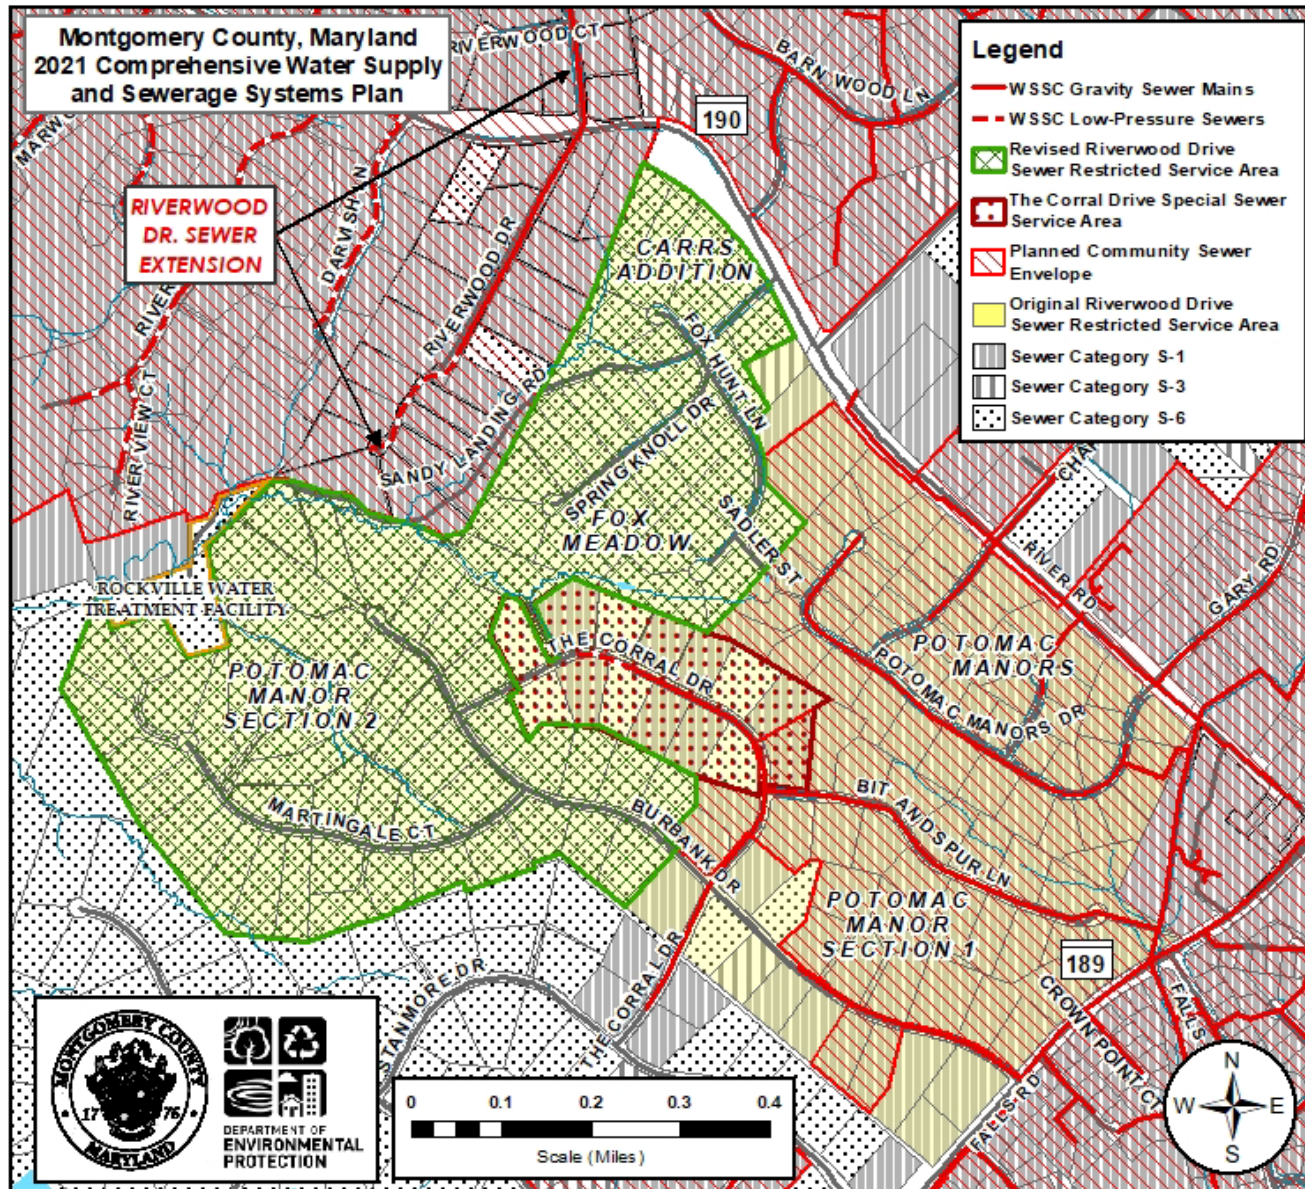 Montgomery County, Maryland
2021 Comprehensive Water Supply
and Sewerage Systems Plan
RIVERWOOD CT
BARN WOOD LN
190
Legend
WSSC Gravity Sewer Mains
WSSC Low-Pressure Sewers
Revised Riverwood Drive
Sewer Restricted Service Area
The Corral Drive Special Sewer
Service Area
Planned Community Sewer
Envelope
Original Riverwood Drive
Sewer Restricted Service Area
Sewer Category S-1
Sewer Category S-3
Sewer Category S-6
RIVERWOOD
DR. SEWER
EXTENSION
DARVISH LN
RIVERWOOD DR
CARRS
ADDITION
RIVER VIEW CT
SANDY LANDING RD
FOX HUNT LN
SPRING KNOLL DR
FOX
MEADOW
SADLER ST
RIVER RD
GARY RD
ROCKVILLE WATER
TREATMENT FACILITY
THE CORRAL DR
POTOMAC
MANORS
POTOMAC MANORS DR
POTOMAC
MANOR
SECTION 2
MARTINGALE CT
BURBANK DR
BIT AND SPUR LN
POTOMAC
MANOR
SECTION 1
189
STANMORE DR
THE CORRAL DR
CROWN POINT CT
FALLS
FALLS RD
MONTGOMERY COUNTY
17 76
MARYLAND
DEPARTMENT OF
ENVIRONMENTAL
PROTECTION
0 0.1 0.2 0.3 0.4
Scale (Miles)
N
W E
S